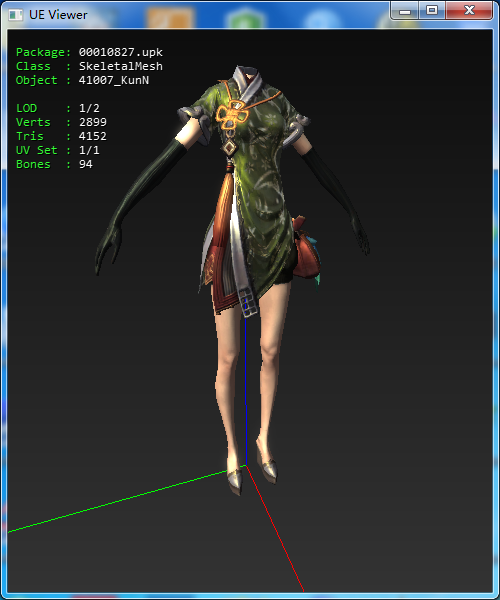 UE Viewer
Package: 00010827.upk
Class : SkeletalMesh
Object : 41007_KunN
LOD : 1/2
Verts : 2899
Tris : 4152
UV Set : 1/1
Bones : 94